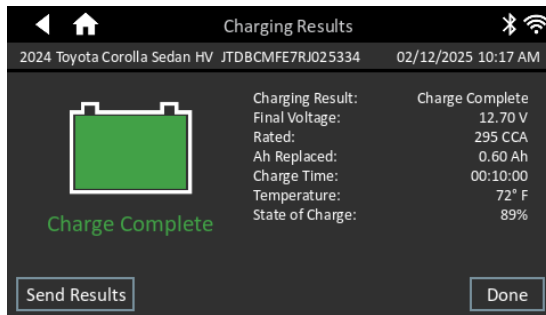 Charging Results
2024 Toyota Corolla Sedan HV JTDBCMFE7RJ025334 02/12/2025 10:17 AM
Charging Result: Charge Complete
Final Voltage: 12.70 V
Rated: 295 CCA
Ah Replaced: 0.60 Ah
Charge Time: 00:10:00
Temperature: 72° F
State of Charge: 89%
Charge Complete
Send Results Done